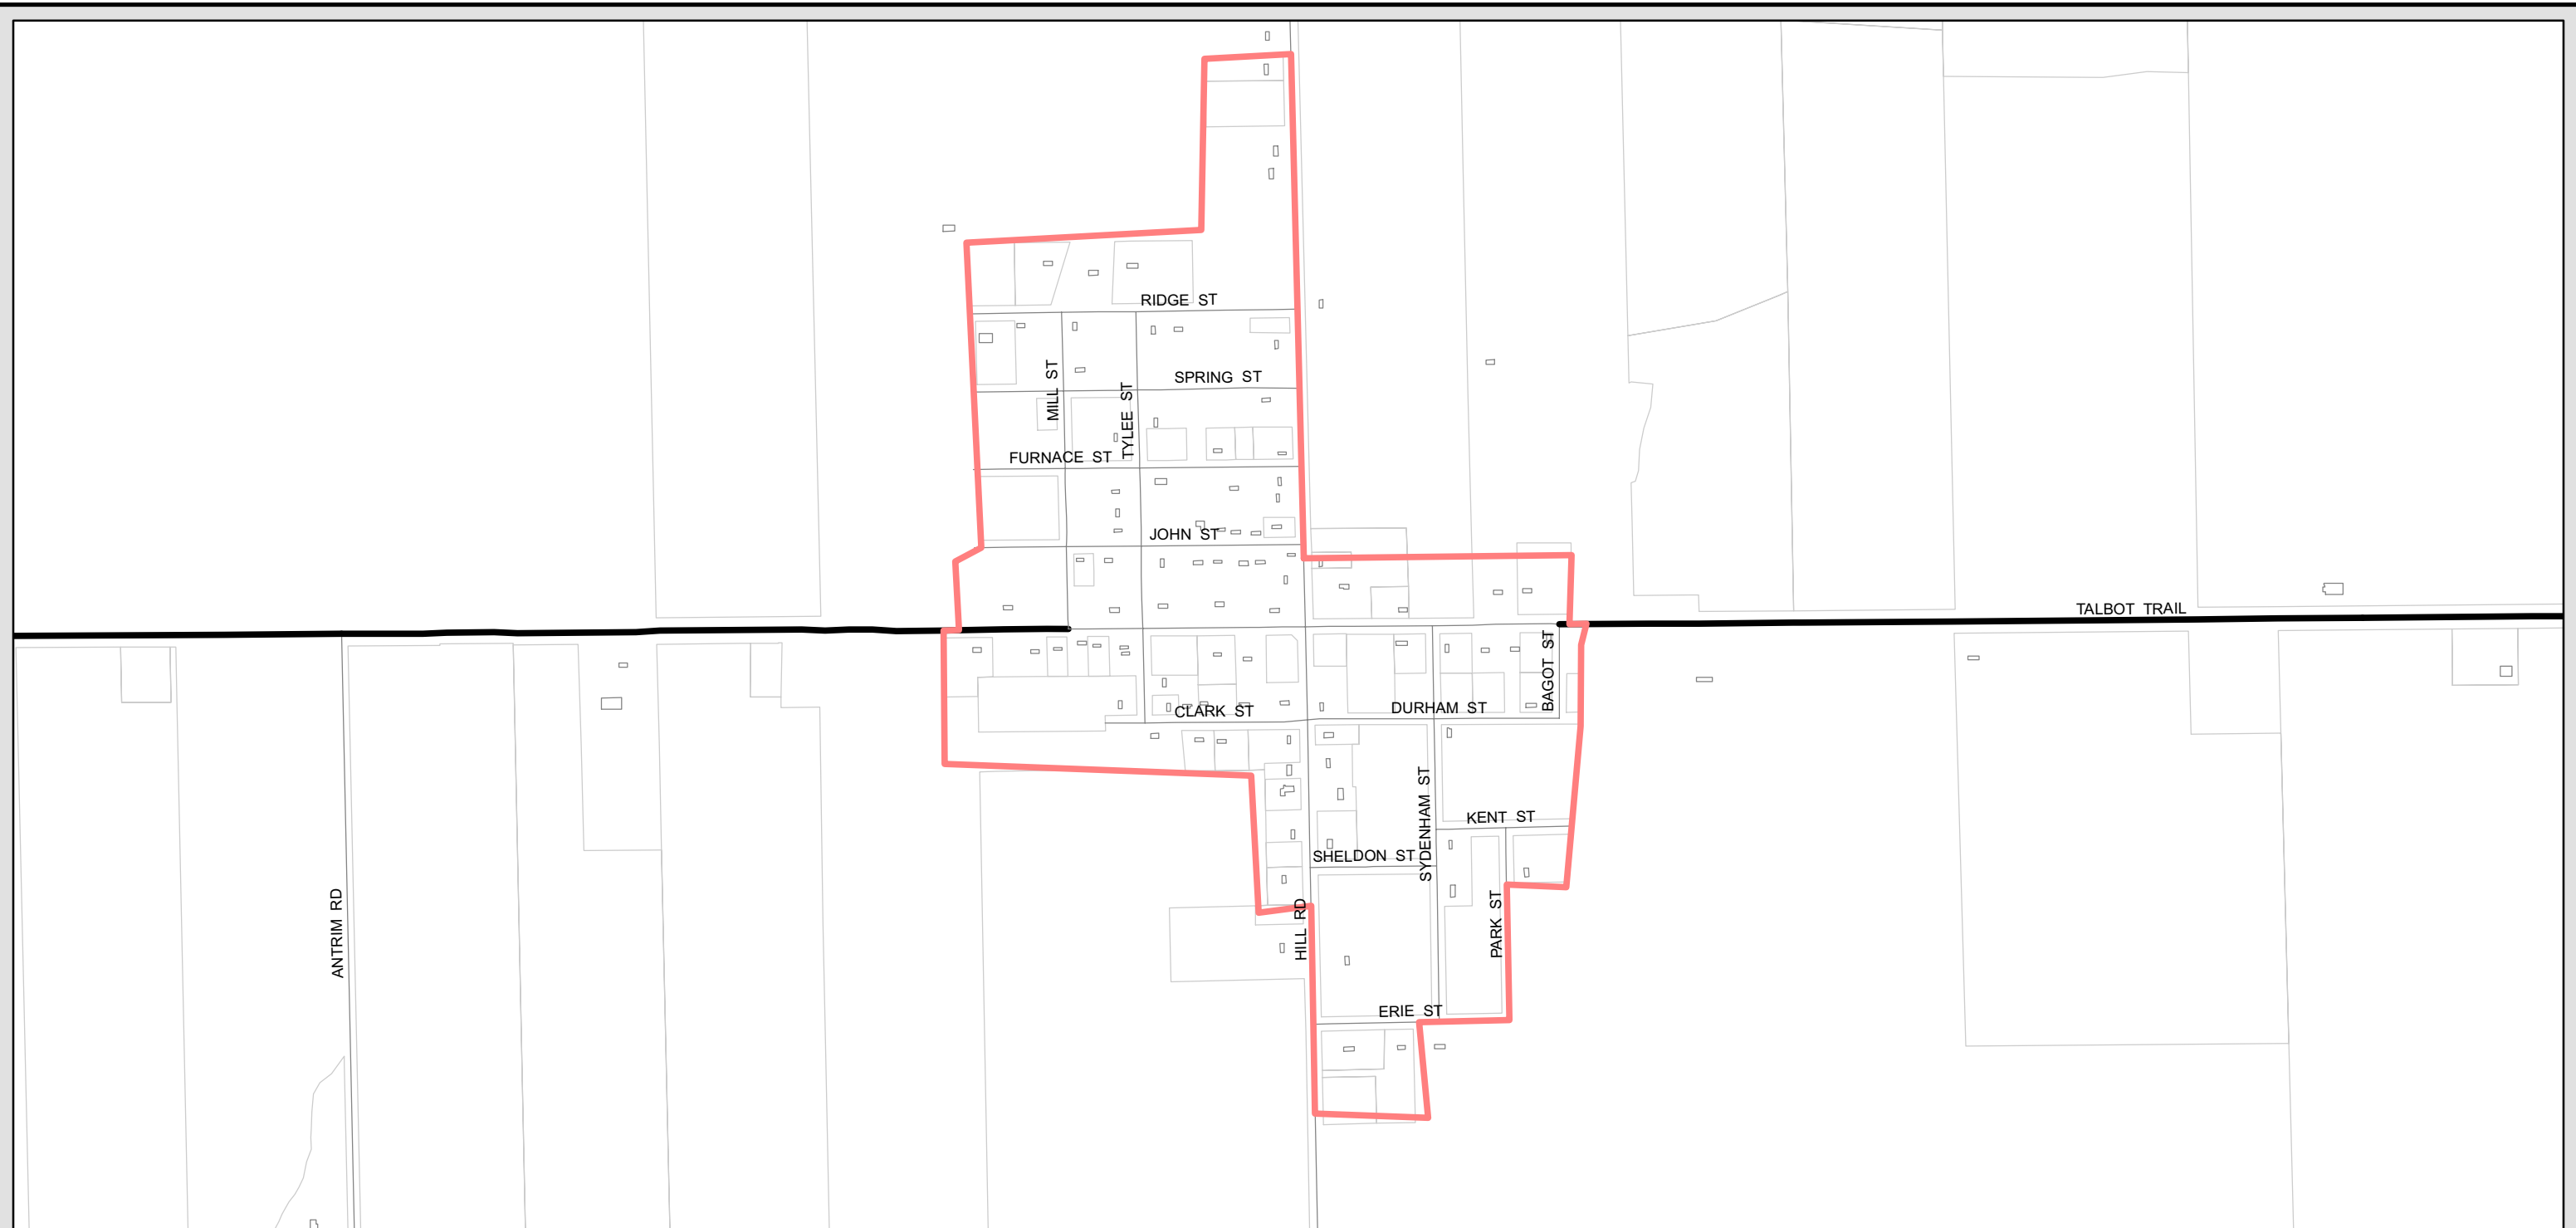 RIDGE ST
SPRING ST
MILL ST
TYLEE ST
FURNACE ST
JOHN ST
TALBOT TRAIL
BAGOT ST
CLARK ST
DURHAM ST
SYDENHAM ST
KENT ST
SHELDON ST
ANTRIM RD
HILL RD
PARK ST
ERIE ST